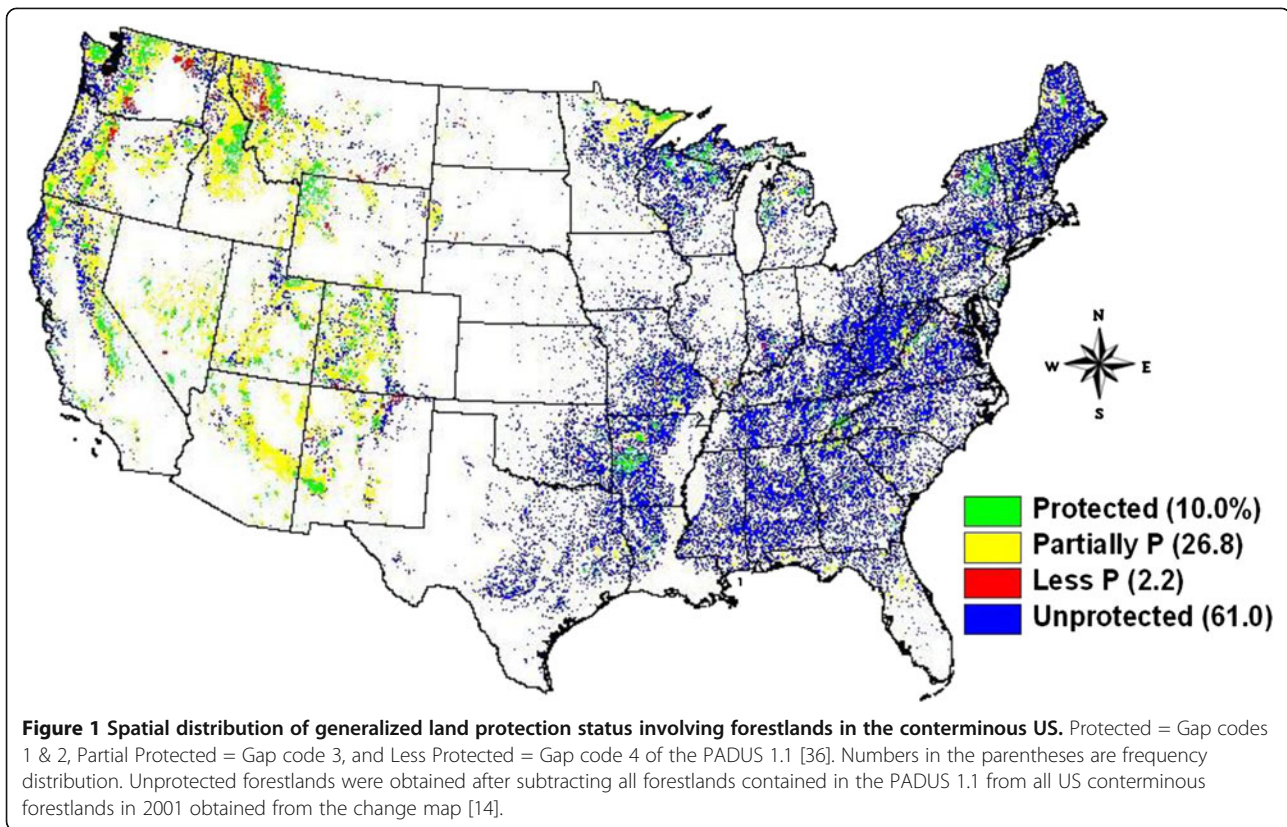 N
W E
S
Protected (10.0%)
Partially P (26.8)
Less P (2.2)
Unprotected (61.0)
1
Figure 1 Spatial distribution of generalized land protection status involving forestlands in the conterminous US. Protected = Gap codes
1 & 2, Partial Protected = Gap code 3, and Less Protected = Gap code 4 of the PADUS 1.1 [36]. Numbers in the parentheses are frequency
distribution. Unprotected forestlands were obtained after subtracting all forestlands contained in the PADUS 1.1 from all US conterminous
forestlands in 2001 obtained from the change map [14].